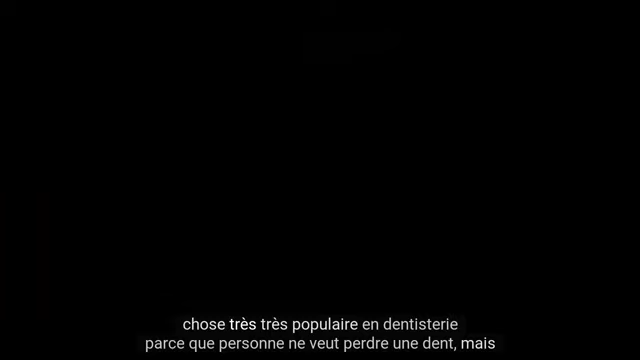 chose très très populaire en dentisterie
parce que personne ne veut perdre une dent, mais